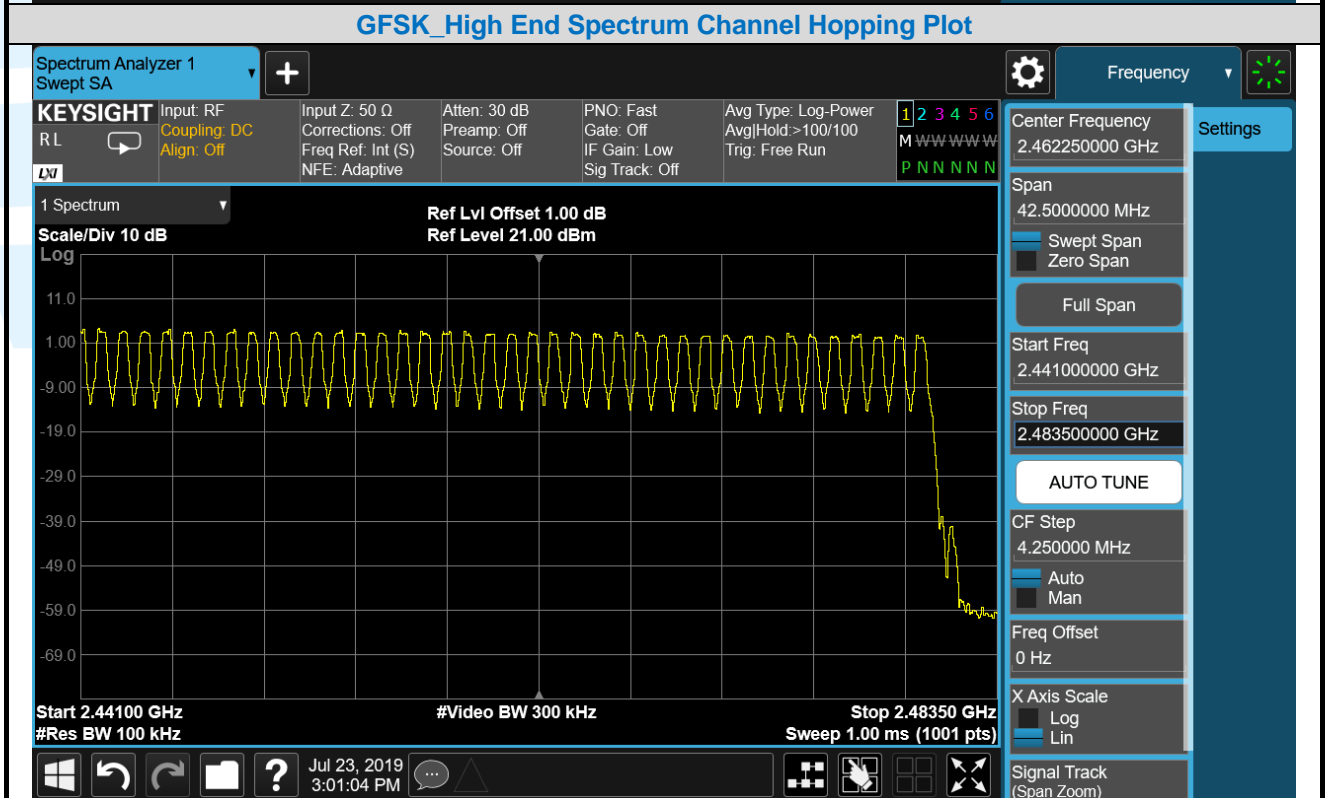 GFSK_High End Spectrum Channel Hopping Plot
Spectrum Analyzer 1
Swept SA
+
Frequency
KEYSIGHT
R L
LXI
Input: RF
Coupling: DC
Align: Off
Input Z: 50 Ω
Corrections: Off
Freq Ref: Int (S)
NFE: Adaptive
Atten: 30 dB
Preamp: Off
Source: Off
PNO: Fast
Gate: Off
IF Gain: Low
Sig Track: Off
Avg Type: Log-Power
Avg|Hold:>100/100
Trig: Free Run
1 2 3 4 5 6
M W W W W W
P N N N N N
1 Spectrum
Scale/Div 10 dB
Log
Ref Lvl Offset 1.00 dB
Ref Level 21.00 dBm
11.0
1.00
-9.00
-19.0
-29.0
-39.0
-49.0
-59.0
-69.0
Start 2.44100 GHz
#Res BW 100 kHz
#Video BW 300 kHz
Stop 2.48350 GHz
Sweep 1.00 ms (1001 pts)
?
Jul 23, 2019
3:01:04 PM
Center Frequency
2.462250000 GHz
Settings
Span
42.5000000 MHz
Swept Span
Zero Span
Full Span
Start Freq
2.441000000 GHz
Stop Freq
2.483500000 GHz
AUTO TUNE
CF Step
4.250000 MHz
Auto
Man
Freq Offset
0 Hz
X Axis Scale
Log
Lin
Signal Track
(Span Zoom)